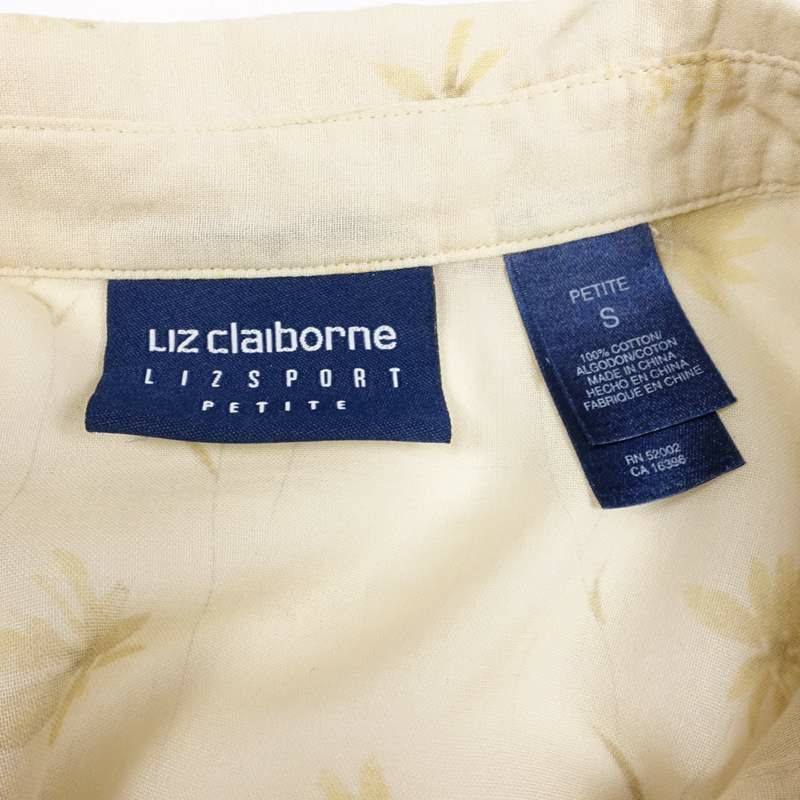 Liz claiborne
LIZSPORT
PETITE
PETITE
S
100% COTTON/
ALGODON/COTON
MADE IN CHINA
HECHO EN CHINA
FABRIQUE EN CHINE
RN 52002
CA 16396